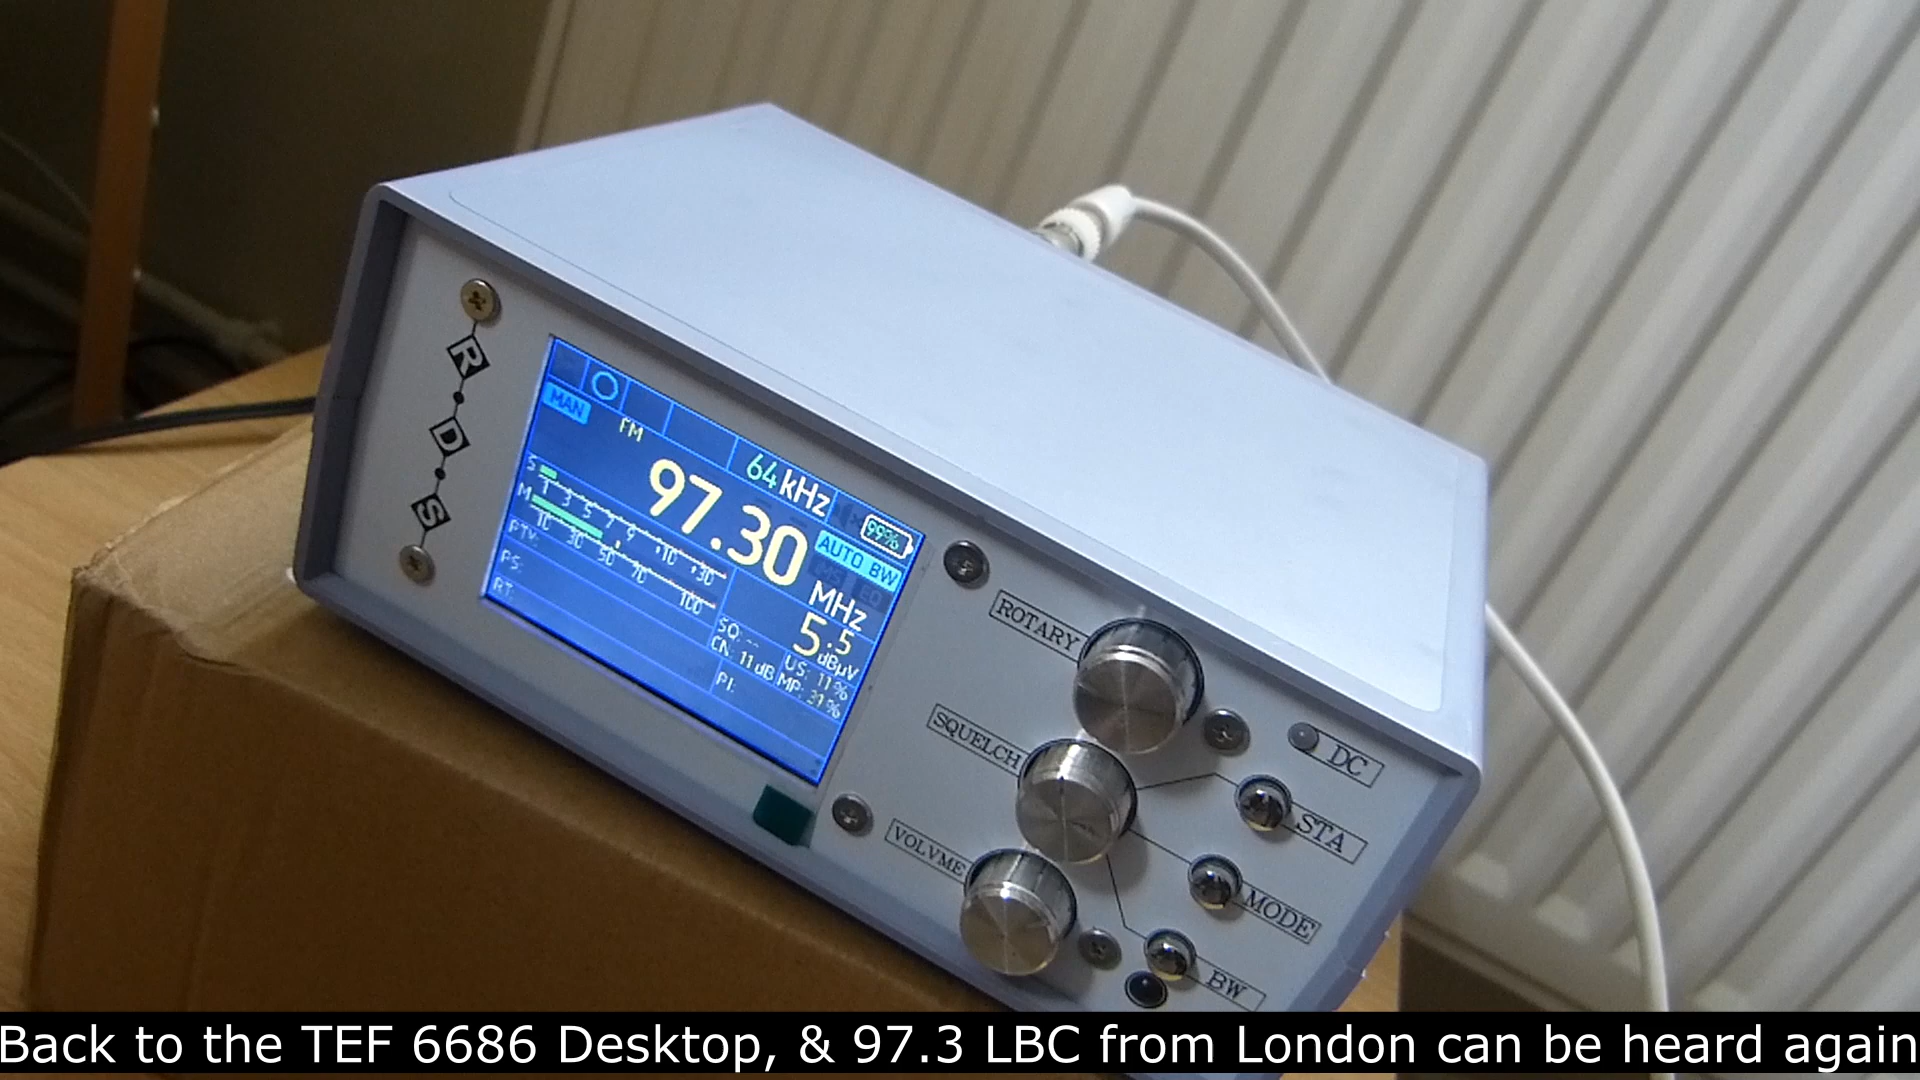 R
D
S
MAN
FM
64 kHz
99%
97.30
AUTO BW
MHz
S
1 3 5 7 9 +10 +30
M
10 30 50 70 100
5.5
dBµV
PTY:
PS:
RT:
SQ: --
US: 11%
CN: 11dB
PI:
ROTARY
SQUELCH
VOLVME
DC
STA
MODE
BW
Back to the TEF 6686 Desktop, & 97.3 LBC from London can be heard again